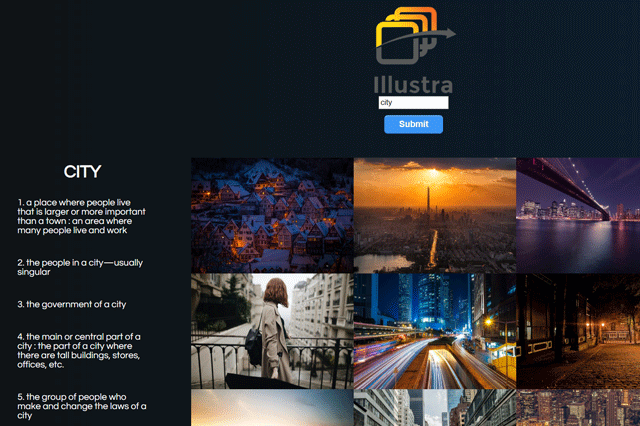 Illustra
city
Submit
CITY
1. a place where people live
that is larger or more important
than a town : an area where
many people live and work
2. the people in a city—usually
singular
3. the government of a city
4. the main or central part of a
city : the part of a city where
there are tall buildings, stores,
offices, etc.
5. the group of people who
make and change the laws of a
city